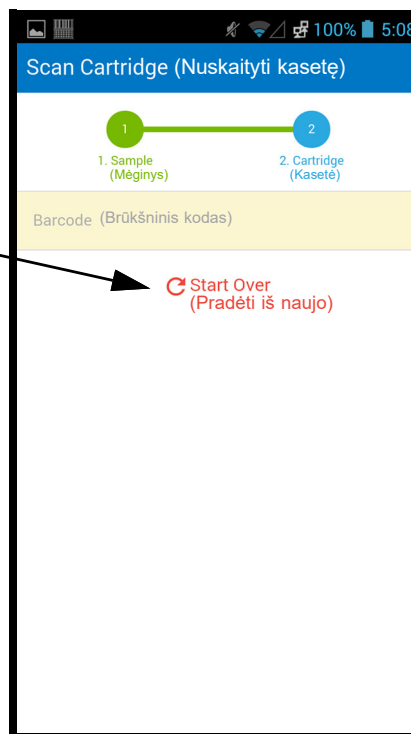 100% 5:08
Scan Cartridge (Nuskaityti kasetę)
1 2
1. Sample 2. Cartridge
(Mėginys) (Kasetė)
Barcode (Brūkšninis kodas)
Start Over
(Pradėti iš naujo)